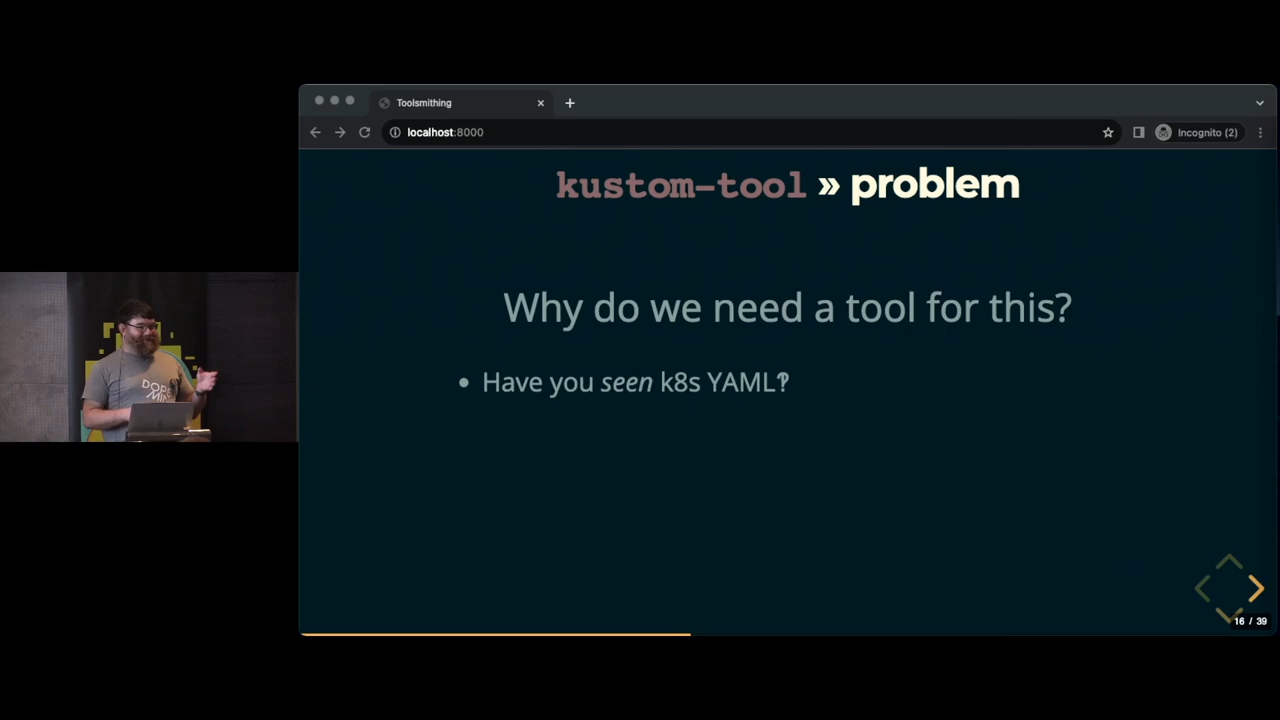 Toolsmithing
localhost:8000
Incognito (2)
kustom-tool » problem
Why do we need a tool for this?
Have you seen k8s YAML‽
16 / 39